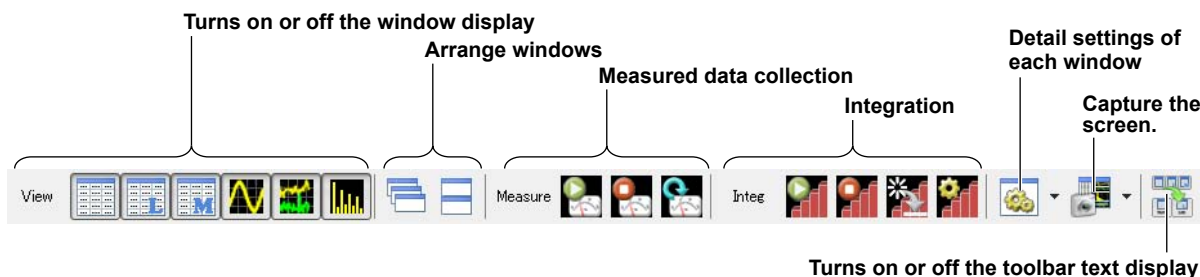 Turns on or off the window display
Arrange windows
Measured data collection
Integration
Detail settings of
each window
Capture the
screen.
View
L
M
Measure
Integ
Turns on or off the toolbar text display